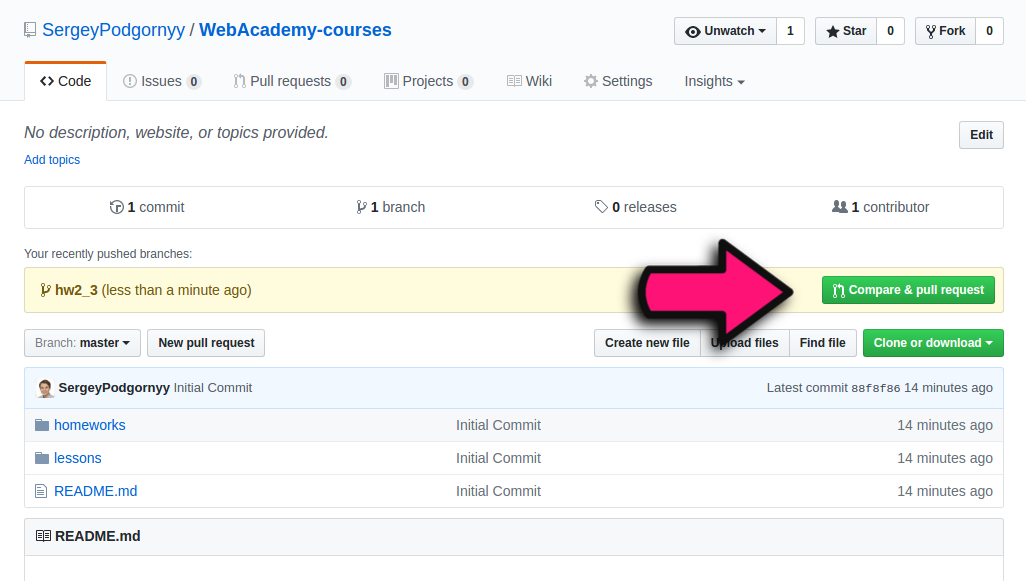 SergeyPodgornyy / WebAcademy-courses
Unwatch 1 Star 0 Fork 0
Code Issues 0 Pull requests 0 Projects 0 Wiki Settings Insights
No description, website, or topics provided.
Edit
Add topics
1 commit 1 branch 0 releases 1 contributor
Your recently pushed branches:
hw2_3 (less than a minute ago) Compare & pull request
Branch: master New pull request Create new file Upload files Find file Clone or download
SergeyPodgornyy Initial Commit Latest commit 88f8f86 14 minutes ago
homeworks Initial Commit 14 minutes ago
lessons Initial Commit 14 minutes ago
README.md Initial Commit 14 minutes ago
README.md